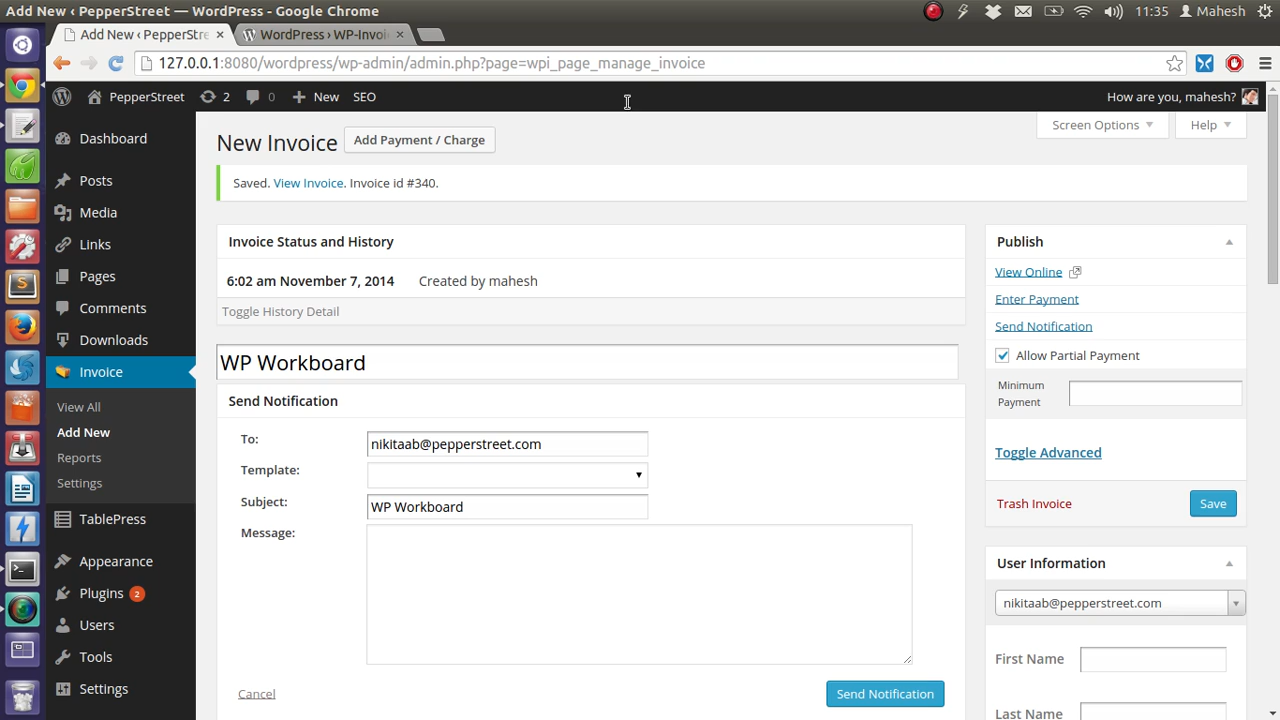 Add New ‹ PepperStreet — WordPress - Google Chrome
11:35 Mahesh
Add New ‹ PepperStre ×
WordPress › WP-Invoi ×
127.0.0.1:8080/wordpress/wp-admin/admin.php?page=wpi_page_manage_invoice
PepperStreet 2 0 New SEO
How are you, mahesh?
Dashboard
Posts
Media
Links
Pages
Comments
Downloads
Invoice
View All
Add New
Reports
Settings
TablePress
Appearance
Plugins 2
Users
Tools
Settings
Screen Options
Help
New Invoice
Add Payment / Charge
Saved. View Invoice. Invoice id #340.
Invoice Status and History
6:02 am November 7, 2014 Created by mahesh
Toggle History Detail
WP Workboard
Send Notification
To: nikitaab@pepperstreet.com
Template:
Subject: WP Workboard
Message:
Cancel
Send Notification
Publish
View Online
Enter Payment
Send Notification
Allow Partial Payment
Minimum
Payment
Toggle Advanced
Trash Invoice
Save
User Information
nikitaab@pepperstreet.com
First Name
Last Name